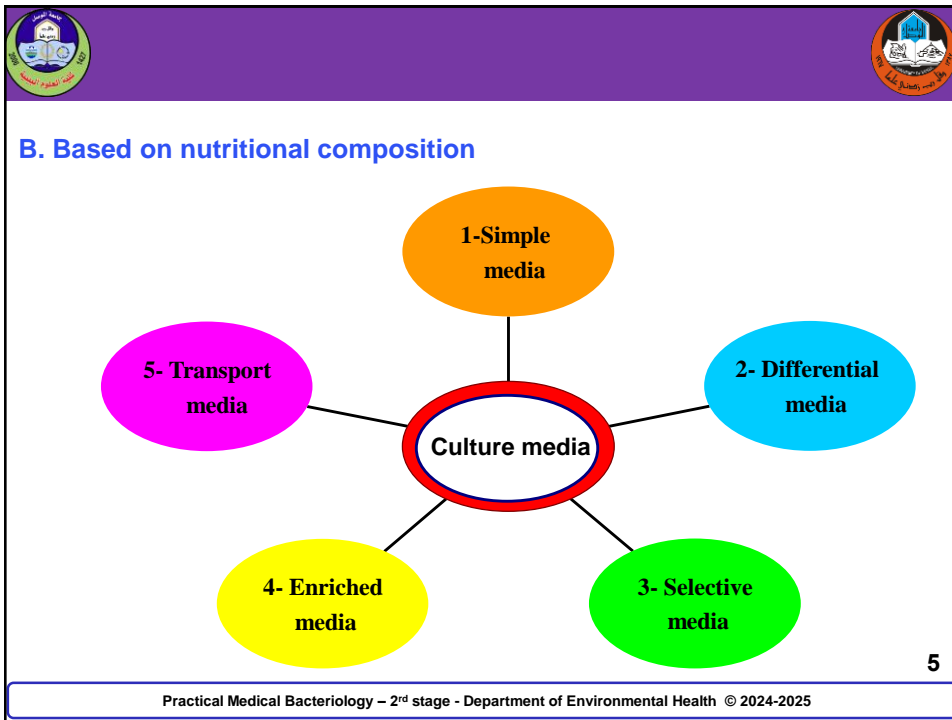 B. Based on nutritional composition
1-Simple
media
5- Transport
media
2- Differential
media
Culture media
4- Enriched
media
3- Selective
media
5
Practical Medical Bacteriology – 2rd stage - Department of Environmental Health © 2024-2025